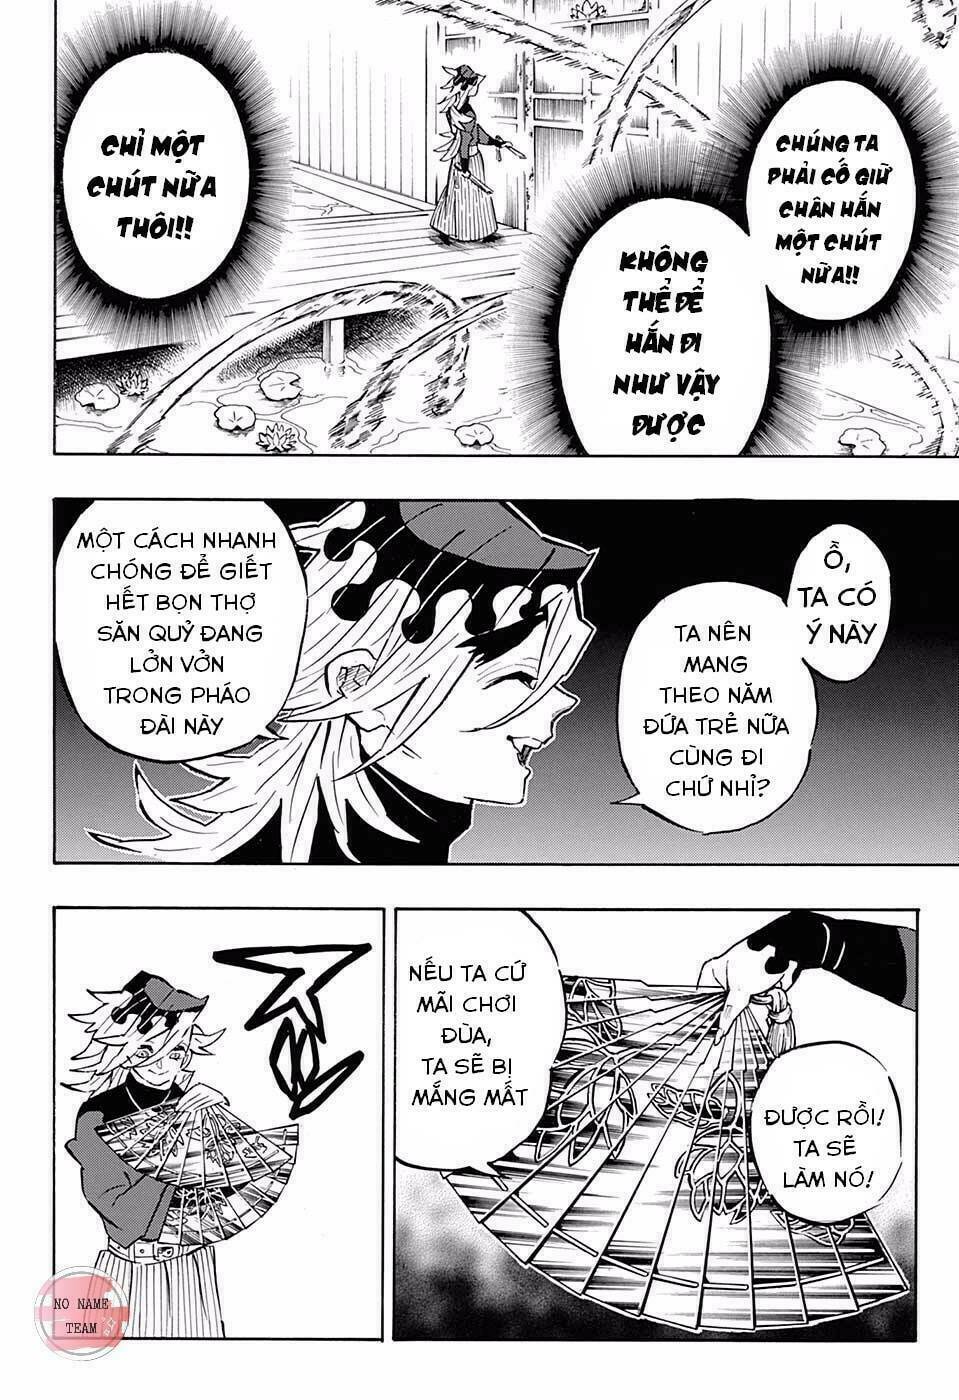 CHÚNG TA
PHẢI CỐ GIỮ
CHÂN HẮN
MỘT CHÚT
NỮA!!
KHÔNG
THỂ ĐỂ
HẮN ĐI
NHƯ VẬY
ĐƯỢC
CHỈ MỘT
CHÚT NỮA
THÔI!!
Ồ,
TA CÓ
Ý NÀY
TA NÊN
MANG
THEO NĂM
ĐỨA TRẺ NỮA
CÙNG ĐI
CHỨ NHỈ?
MỘT CÁCH NHANH
CHÓNG ĐỂ GIẾT
HẾT BỌN THỢ
SĂN QUỶ ĐANG
LỞN VỞN
TRONG PHÁO
ĐÀI NÀY
ĐƯỢC RỒI!
TA SẼ
LÀM NÓ!
NẾU TA CỨ
MÃI CHƠI
ĐÙA,
TA SẼ BỊ
MẮNG MẤT
NO NAME
TEAM